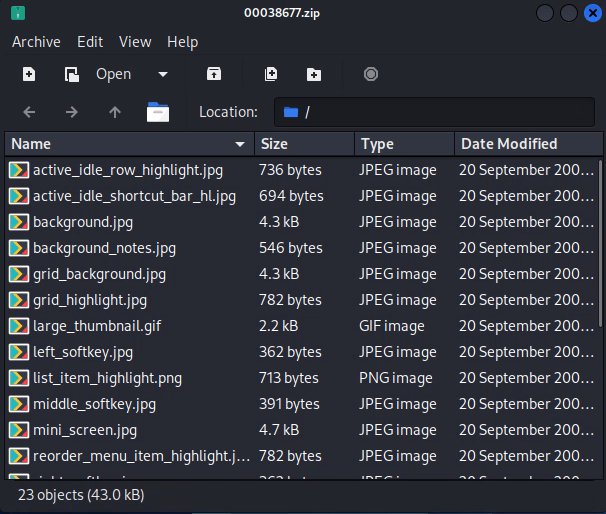 00038677.zip
Archive Edit View Help
Open
Location: /
Name Size Type Date Modified
active_idle_row_highlight.jpg 736 bytes JPEG image 20 September 200...
active_idle_shortcut_bar_hl.jpg 694 bytes JPEG image 20 September 200...
background.jpg 4.3 kB JPEG image 20 September 200...
background_notes.jpg 546 bytes JPEG image 20 September 200...
grid_background.jpg 4.3 kB JPEG image 20 September 200...
grid_highlight.jpg 782 bytes JPEG image 20 September 200...
large_thumbnail.gif 2.2 kB GIF image 20 September 200...
left_softkey.jpg 362 bytes JPEG image 20 September 200...
list_item_highlight.png 713 bytes PNG image 20 September 200...
middle_softkey.jpg 391 bytes JPEG image 20 September 200...
mini_screen.jpg 4.7 kB JPEG image 20 September 200...
reorder_menu_item_highlight.j... 782 bytes JPEG image 20 September 200...
23 objects (43.0 kB)